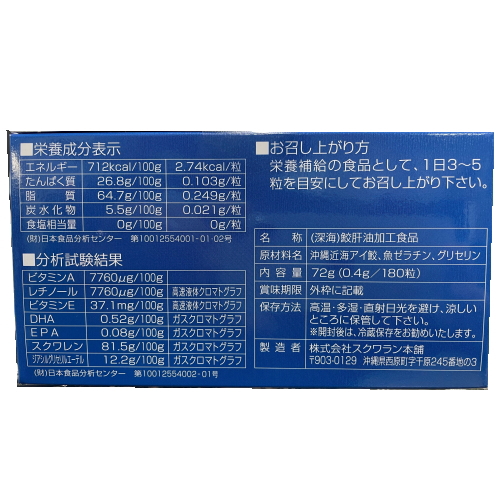 ■栄養成分表示
エネルギー 712kcal/100g 2.74kcal/粒
たんぱく質 26.8g/100g 0.103g/粒
脂質 64.7g/100g 0.249g/粒
炭水化物 5.5g/100g 0.021g/粒
食塩相当量 0g/100g 0g/粒
(財)日本食品分析センター 第10012554001-01-02号
■分析試験結果
ビタミンA 7760μg/100g
レチノール 7760μg/100g 高速液体クロマトグラフ
ビタミンE 37.1mg/100g 高速液体クロマトグラフ
DHA 0.52g/100g ガスクロマトグラフ
EPA 0.08g/100g ガスクロマトグラフ
スクワレン 81.5g/100g ガスクロマトグラフ
ジアシルグリセリルエーテル 12.2g/100g ガスクロマトグラフ
(財)日本食品分析センター 第10012554002-01号
■お召し上がり方
栄養補給の食品として、1日3〜5
粒を目安にしてお召し上がり下さい。
名称 (深海)鮫肝油加工食品
原材料名 沖縄近海アイ鮫、魚ゼラチン、グリセリン
内容量 72g(0.4g/180粒)
賞味期限 外枠に記載
保存方法 高温・多湿・直射日光を避け、涼しい
ところに保管して下さい。
※開封後は、冷蔵保存をお勧めいたします。
製造者 株式会社スクワラン本舗
〒903-0129 沖縄県西原町字千原245番地の3